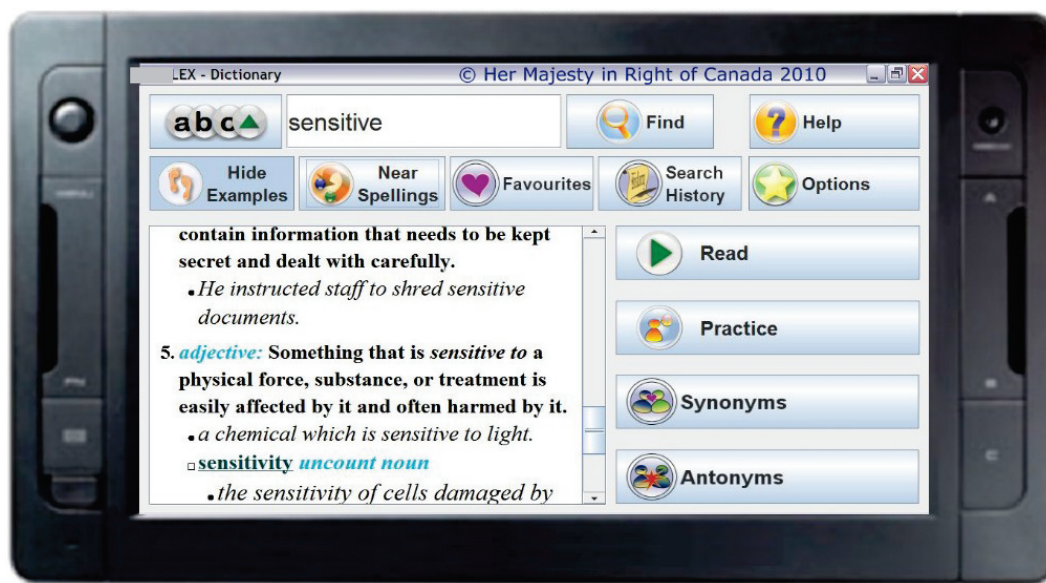 LEX - Dictionary © Her Majesty in Right of Canada 2010
abc sensitive Find Help
Hide Examples Near Spellings Favourites Search History Options
contain information that needs to be kept
secret and dealt with carefully.
He instructed staff to shred sensitive
documents.
5. adjective: Something that is sensitive to a
physical force, substance, or treatment is
easily affected by it and often harmed by it.
a chemical which is sensitive to light.
sensitivity uncount noun
the sensitivity of cells damaged by
Read
Practice
Synonyms
Antonyms